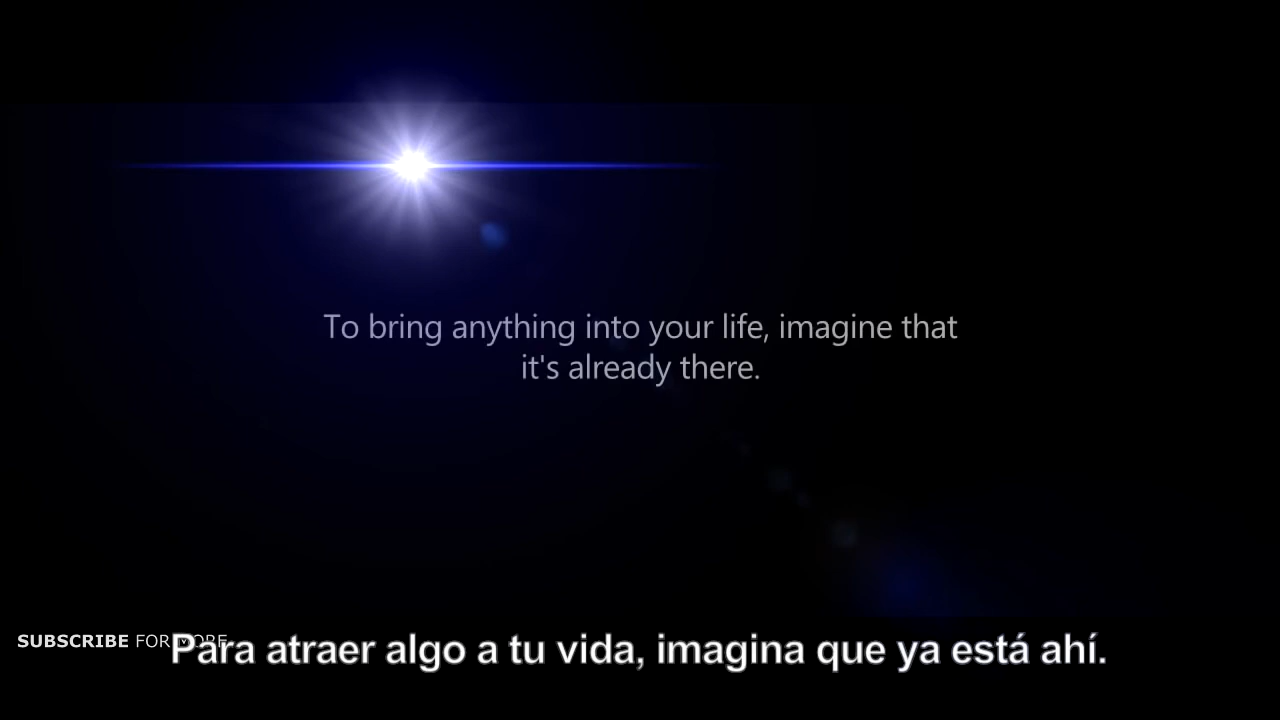 To bring anything into your life, imagine that
it's already there.
SUBSCRIBE FOR MORE
Para atraer algo a tu vida, imagina que ya está ahí.